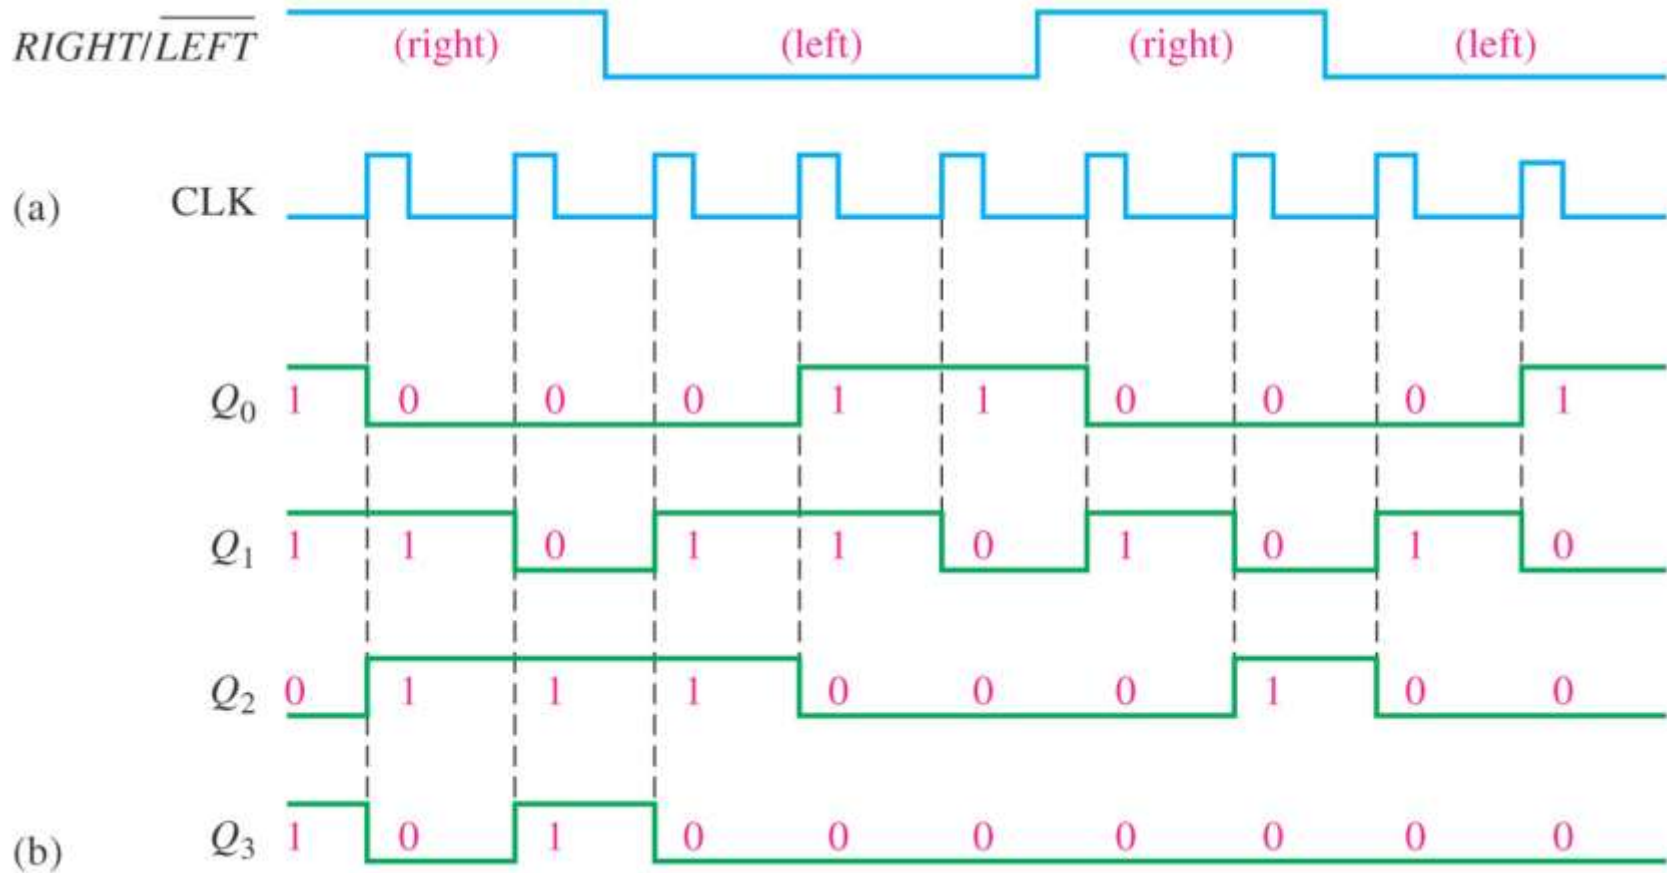 RIGHT/LEFT (right) (left) (right) (left)
(a) CLK
Q0 1 0 0 0 1 1 0 0 0 1
Q1 1 1 0 1 1 0 1 0 1 0
Q2 0 1 1 1 0 0 0 1 0 0
(b) Q3 1 0 1 0 0 0 0 0 0 0